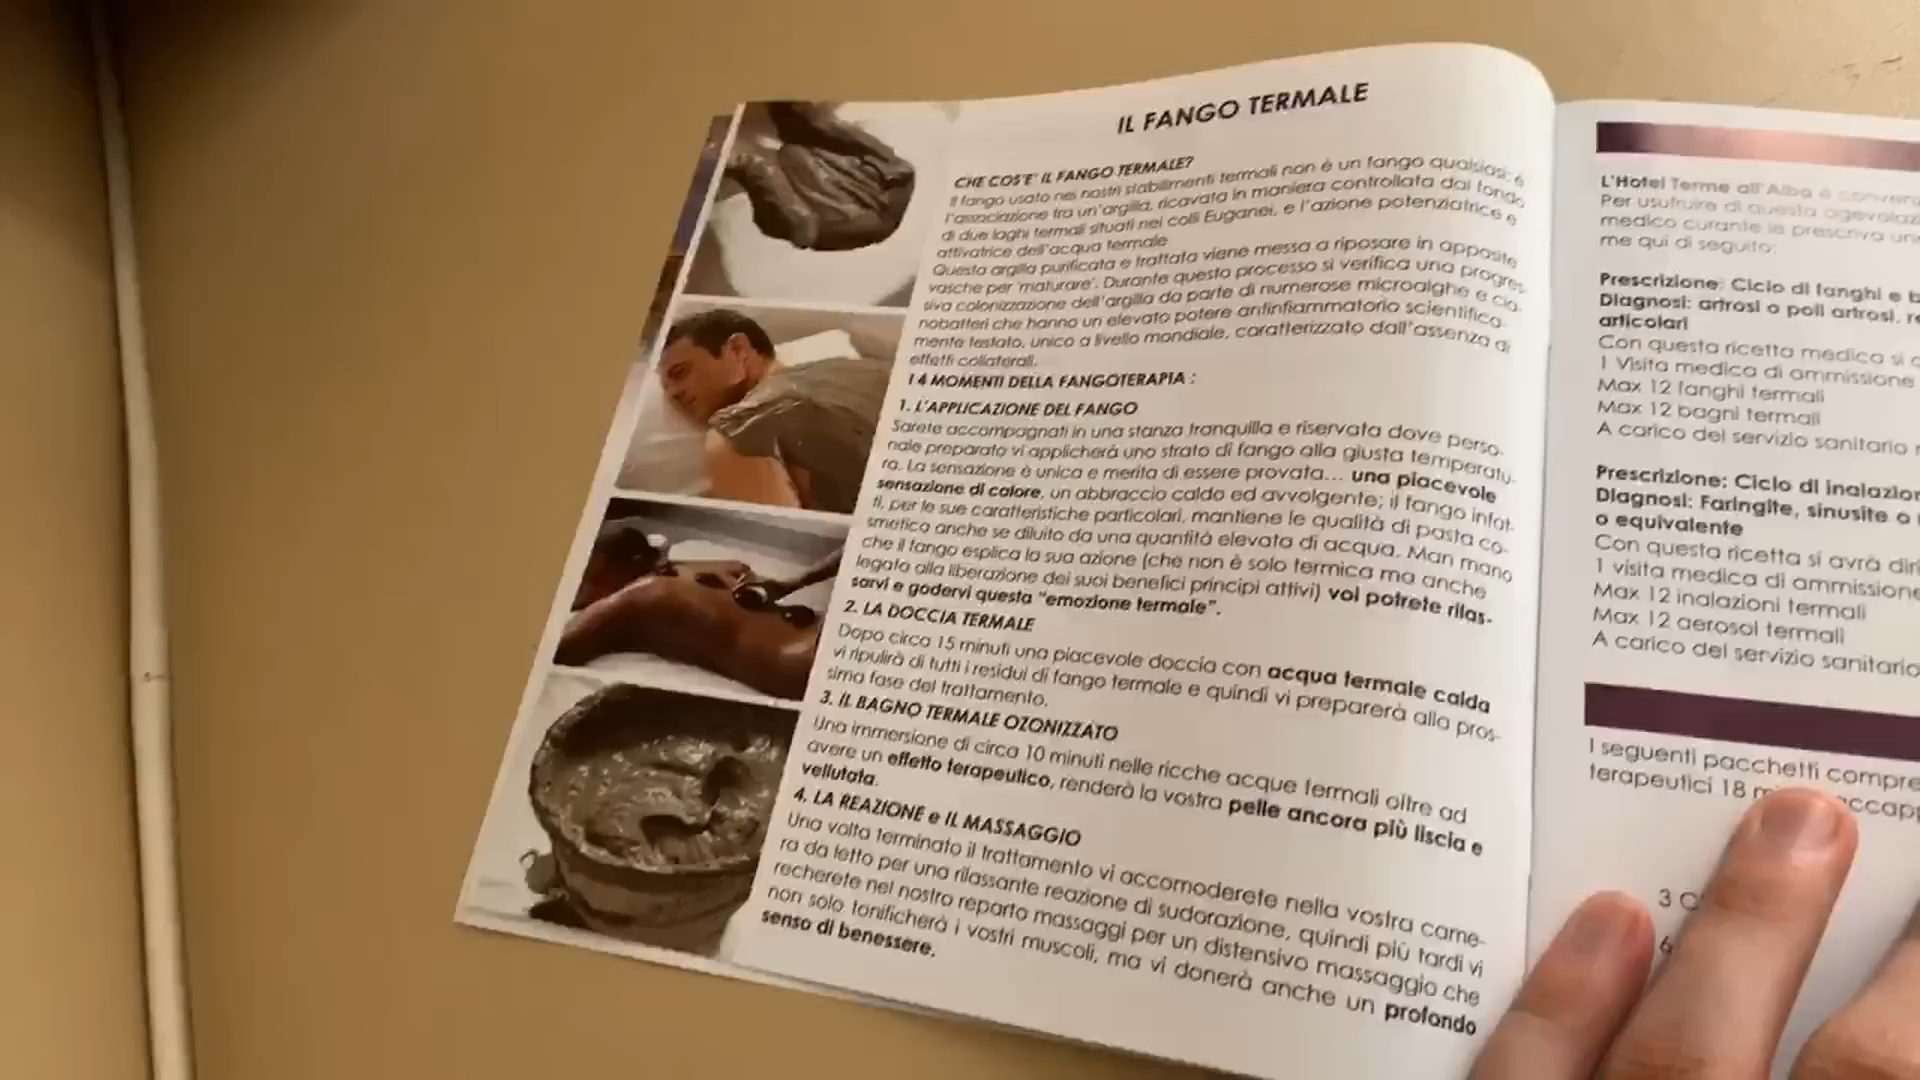 IL FANGO TERMALE
CHE COS'E' IL FANGO TERMALE?
Il fango usato nei nostri stabilimenti termali non è un fango qualsiasi: è
l'associazione tra un'argilla, ricavata in maniera controllata dal fondo
di due laghi termali situati nei colli Euganei, e l'azione potenziatrice e
attivatrice dell'acqua termale
Questa argilla purificata e trattata viene messa a riposare in apposite
vasche per 'maturare'. Durante questo processo si verifica una progres-
siva colonizzazione dell'argilla da parte di numerose microalghe e cia-
nobatteri che hanno un elevato potere antinfiammatorio scientifica-
mente testato, unico a livello mondiale, caratterizzato dall'assenza di
effetti collaterali.
I 4 MOMENTI DELLA FANGOTERAPIA :
1. L'APPLICAZIONE DEL FANGO
Sarete accompagnati in una stanza tranquilla e riservata dove perso-
nale preparato vi applicherà uno strato di fango alla giusta temperatu-
ra. La sensazione è unica e merita di essere provata... una piacevole
sensazione di calore, un abbraccio caldo ed avvolgente; il fango infat-
ti, per le sue caratteristiche particolari, mantiene le qualità di pasta co-
smetica anche se diluito da una quantità elevata di acqua. Man mano
che il fango esplica la sua azione (che non è solo termica ma anche
legata alla liberazione dei suoi benefici principi attivi) voi potrete rilas-
sarvi e godervi questa "emozione termale".
2. LA DOCCIA TERMALE
Dopo circa 15 minuti una piacevole doccia con acqua termale calda
vi ripulirà di tutti i residui di fango termale e quindi vi preparerà alla pros-
sima fase del trattamento.
3. IL BAGNO TERMALE OZONIZZATO
Una immersione di circa 10 minuti nelle ricche acque termali oltre ad
avere un effetto terapeutico, renderà la vostra pelle ancora più liscia e
vellutata.
4. LA REAZIONE e IL MASSAGGIO
Una volta terminato il trattamento vi accomoderete nella vostra came-
ra da letto per una rilassante reazione di sudorazione, quindi più tardi vi
recherete nel nostro reparto massaggi per un distensivo massaggio che
non solo tonificherà i vostri muscoli, ma vi donerà anche un profondo
senso di benessere.
L'Hotel Terme all'Alba è
Per usufruire di questa
medico curante la prescriva
me qui di seguito:
Prescrizione: Ciclo di fanghi e
Diagnosi: artrosi o poli artrosi,
articolari
Con questa ricetta medica si
1 Visita medica di ammissione
Max 12 fanghi termali
Max 12 bagni termali
A carico del servizio sanitario
Prescrizione: Ciclo di
Diagnosi: Faringite, sinusite o
o equivalente
Con questa ricetta si avrà
1 visita medica di ammissione
Max 12 inalazioni termali
Max 12 aerosol termali
A carico del servizio sanitario
I seguenti pacchetti
terapeutici 18
3
6